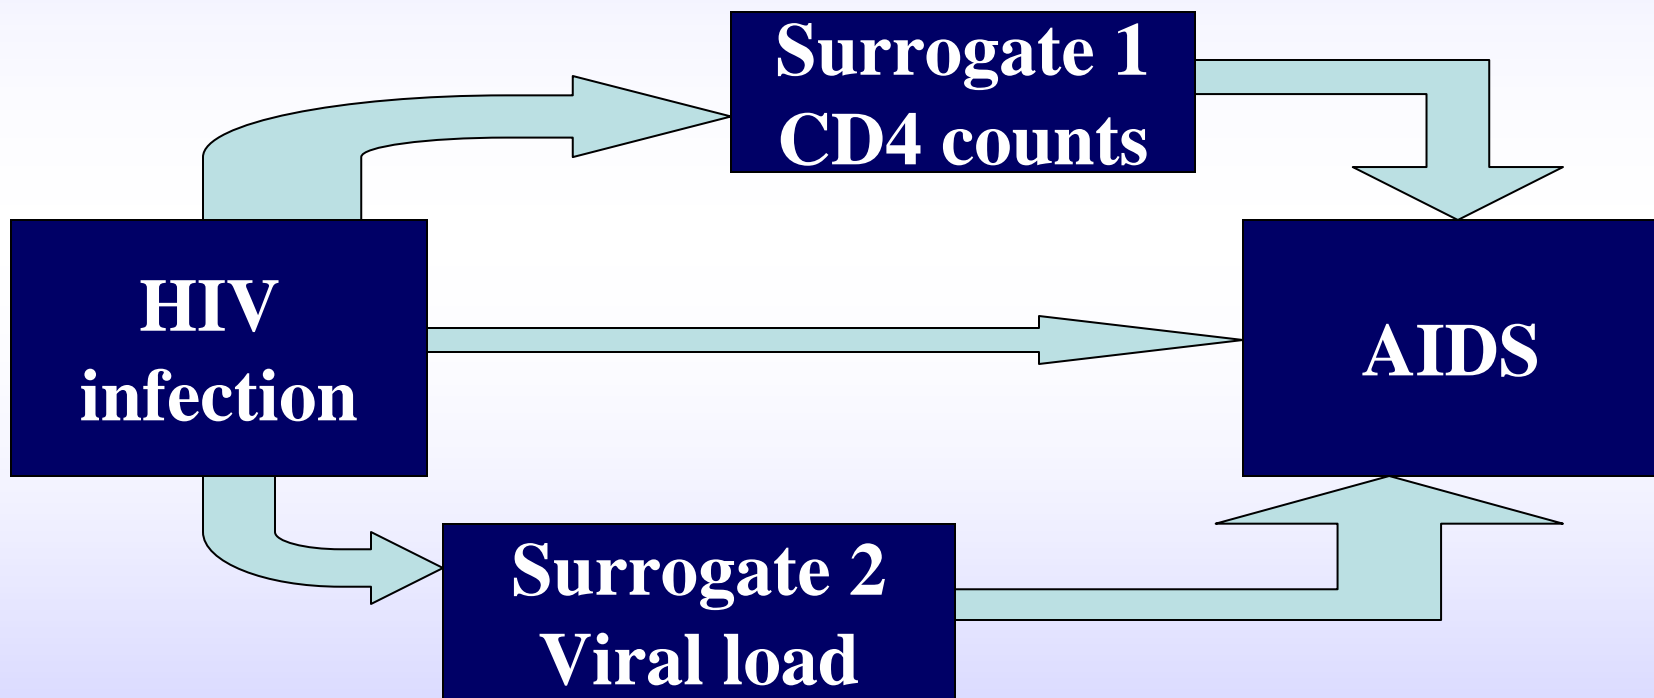 Surrogate 1
CD4 counts
HIV
infection
AIDS
Surrogate 2
Viral load